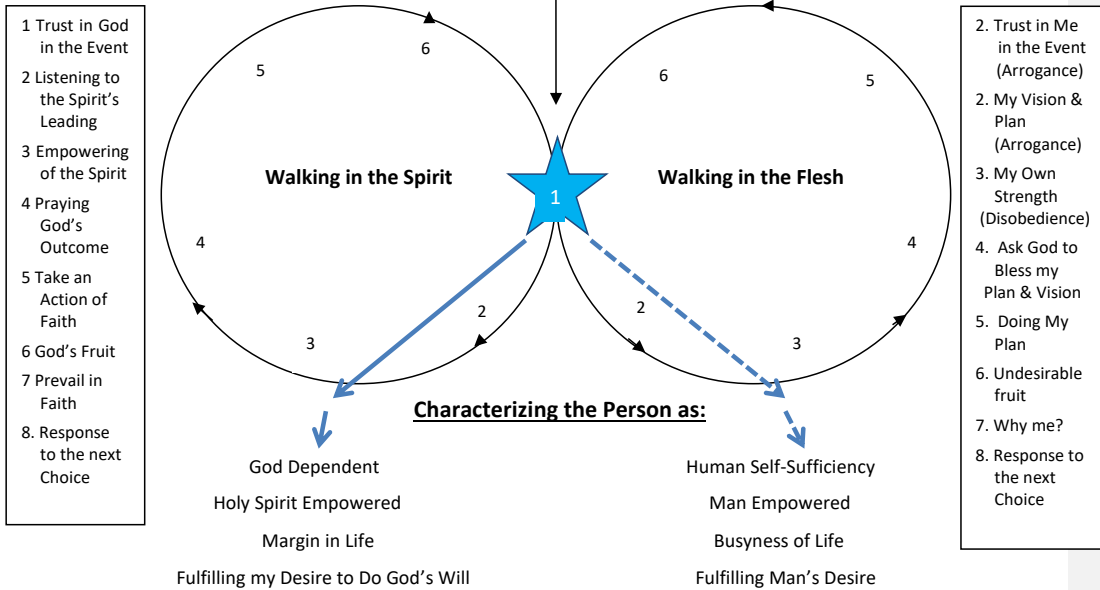 1 Trust in God
in the Event
2 Listening to
the Spirit's
Leading
3 Empowering
of the Spirit
4 Praying
God's
Outcome
5 Take an
Action of
Faith
6 God's Fruit
7 Prevail in
Faith
8. Response
to the next
Choice
6
5
Walking in the Spirit
4
3
2
1
6
5
Walking in the Flesh
4
2
3
2. Trust in Me
in the Event
(Arrogance)
2. My Vision &
Plan
(Arrogance)
3. My Own
Strength
(Disobedience)
4. Ask God to
Bless my
Plan & Vision
5. Doing My
Plan
6. Undesirable
fruit
7. Why me?
8. Response to
the next
Choice
Characterizing the Person as:
God Dependent
Holy Spirit Empowered
Margin in Life
Fulfilling my Desire to Do God's Will
Human Self-Sufficiency
Man Empowered
Busyness of Life
Fulfilling Man's Desire